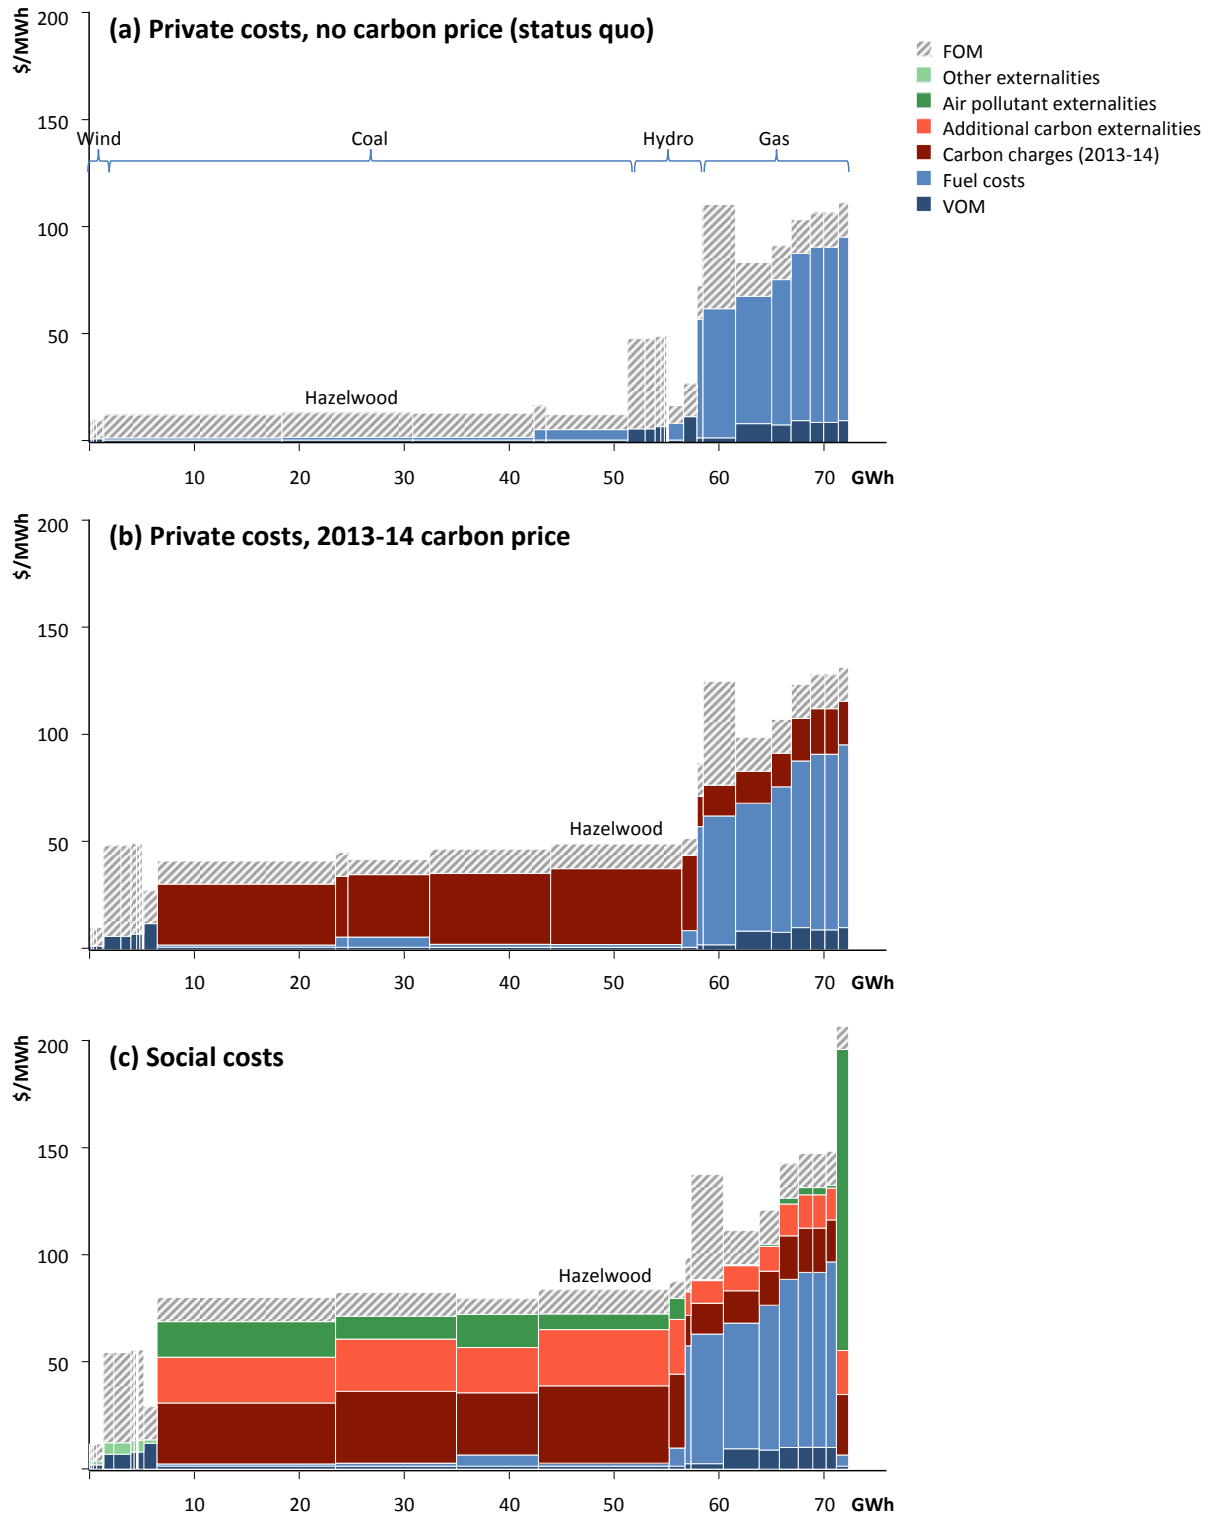 $/MWh
200
(a) Private costs, no carbon price (status quo)
FOM
Other externalities
Air pollutant externalities
Additional carbon externalities
Carbon charges (2013-14)
Fuel costs
VOM
150
Wind Coal Hydro Gas
100
50
Hazelwood
10 20 30 40 50 60 70 GWh
$/MWh
200
(b) Private costs, 2013-14 carbon price
150
100
50
Hazelwood
10 20 30 40 50 60 70 GWh
$/MWh
200
(c) Social costs
150
100
Hazelwood
50
10 20 30 40 50 60 70 GWh